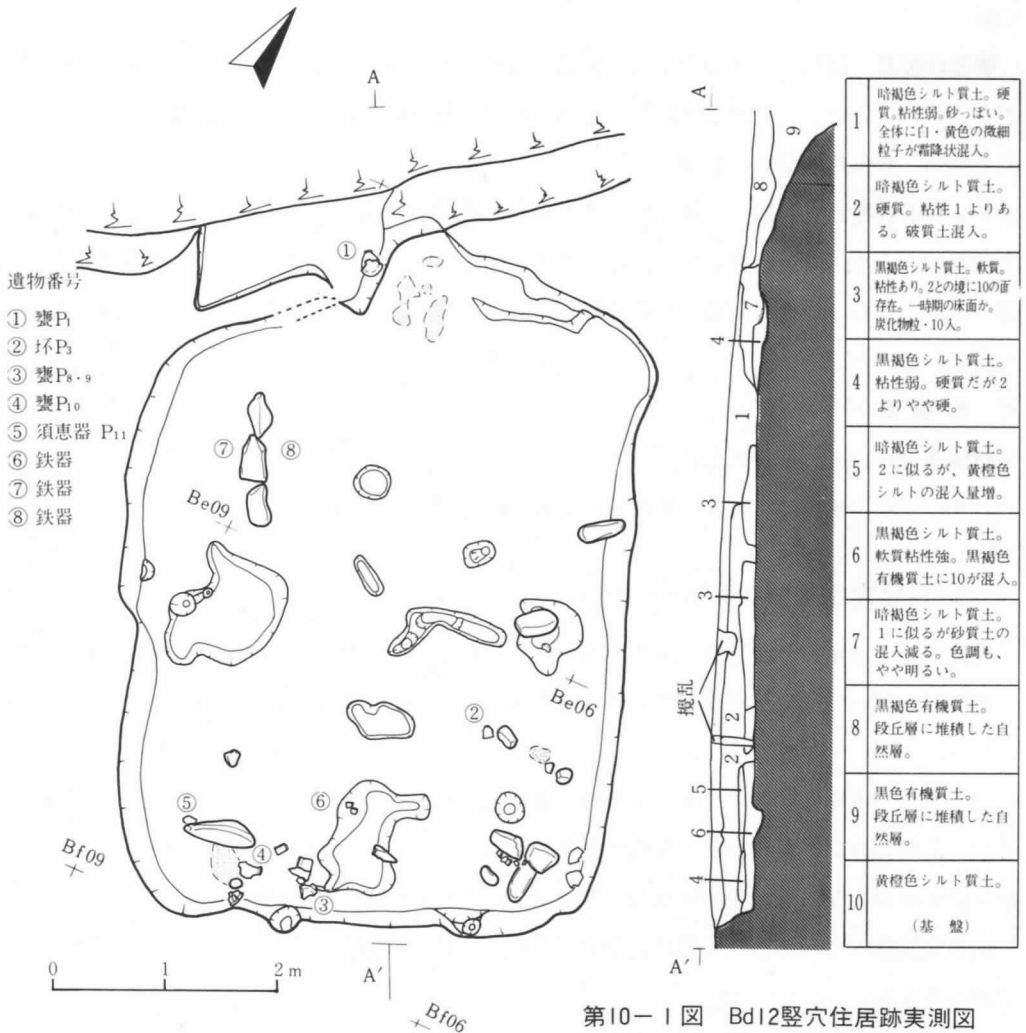 A
遺物番号
① 甕P₁
② 坏P₃
③ 甕P₈・₉
④ 甕P₁₀
⑤ 須恵器 P₁₁
⑥ 鉄器
⑦ 鉄器
⑧ 鉄器
①
⑦
⑧
Be09
Be06
②
⑤
⑥
④
③
Bf09
A'
Bf06
0 1 2 m
A
9
8
7
4
1
3
3
攪乱
2
2
5
6
4
A'
1
暗褐色シルト質土。硬
質。粘性弱。砂っぽい。
全体に白・黄色の微細
粒子が霜降状混入。
2
暗褐色シルト質土。
硬質。粘性1よりあ
る。破質土混入。
3
黒褐色シルト質土。軟質。
粘性あり。2との境に10の面
存在。一時期の床面か。
炭化物粒・10入。
4
黒褐色シルト質土。
粘性弱。硬質だが2
よりやや硬。
5
暗褐色シルト質土。
2に似るが、黄橙色
シルトの混入量増。
6
黒褐色シルト質土。
軟質粘性強。黒褐色
有機質土に10が混入。
7
暗褐色シルト質土。
1に似るが砂質土の
混入減る。色調も、
やや明るい。
8
黒褐色有機質土。
段丘層に堆積した自
然層。
9
黒色有機質土。
段丘層に堆積した自
然層。
10
黄橙色シルト質土。
(基 盤)
第10－1図 Bd12竪穴住居跡実測図